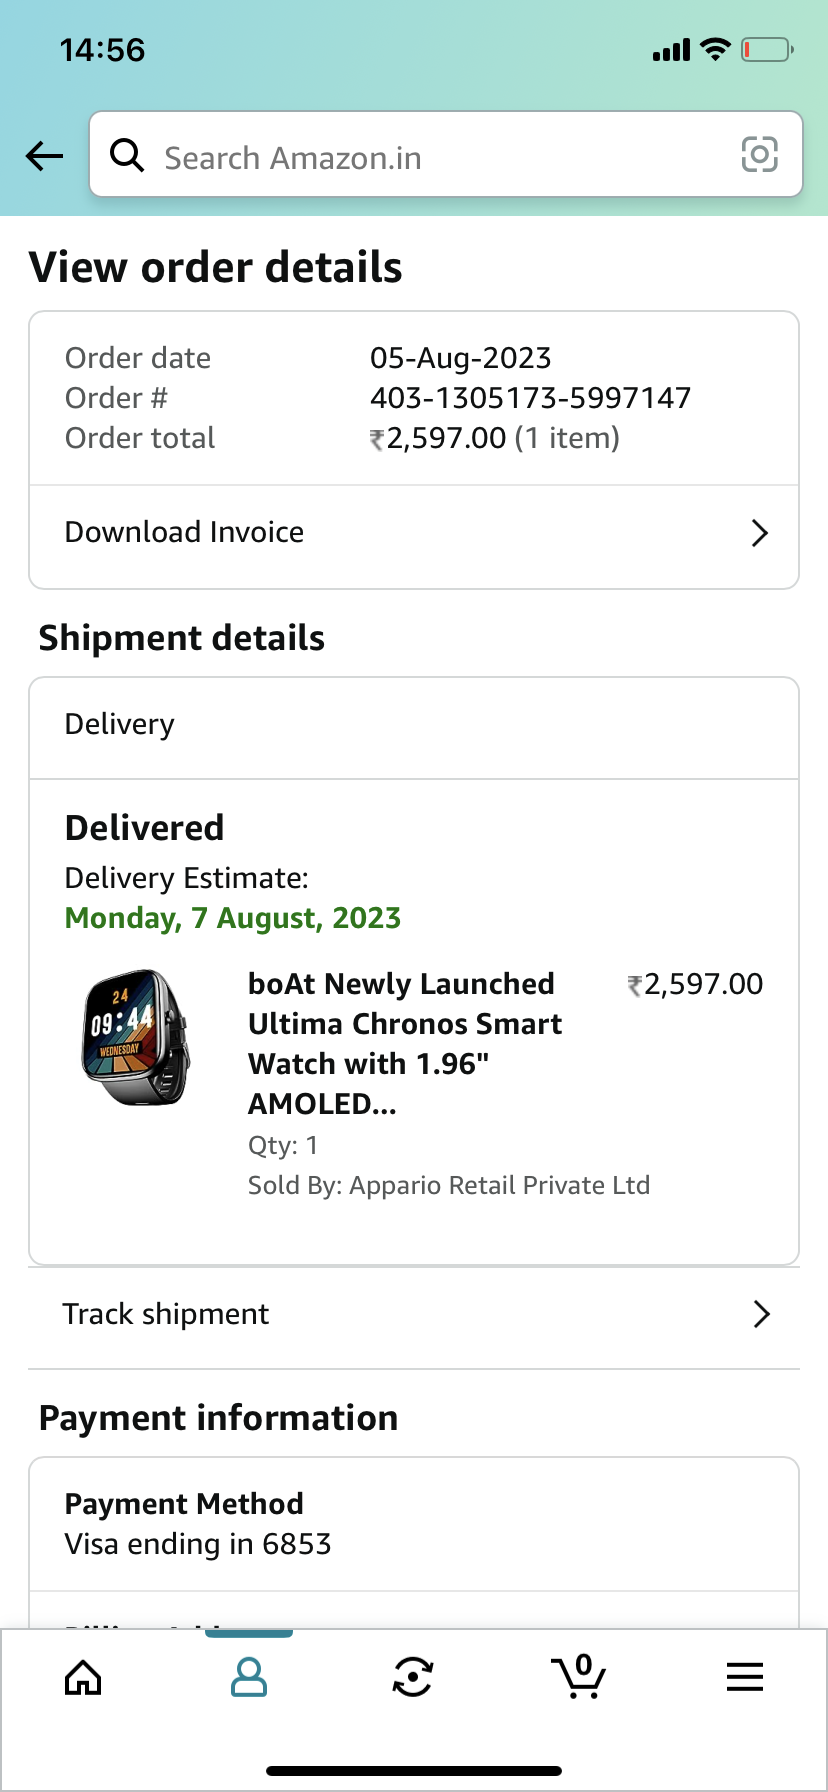 14:56
Search Amazon.in
View order details
Order date 05-Aug-2023
Order # 403-1305173-5997147
Order total ₹2,597.00 (1 item)
Download Invoice
Shipment details
Delivery
Delivered
Delivery Estimate:
Monday, 7 August, 2023
24
09:44
WEDNESDAY
boAt Newly Launched ₹2,597.00
Ultima Chronos Smart
Watch with 1.96"
AMOLED...
Qty: 1
Sold By: Appario Retail Private Ltd
Track shipment
Payment information
Payment Method
Visa ending in 6853
0